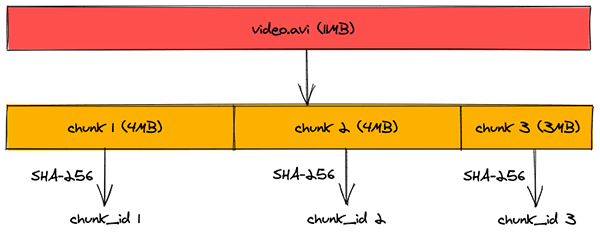 video.avi (11MB)
chunk 1 (4MB) chunk 2 (4MB) chunk 3 (3MB)
SHA-256 SHA-256 SHA-256
chunk_id 1 chunk_id 2 chunk_id 3